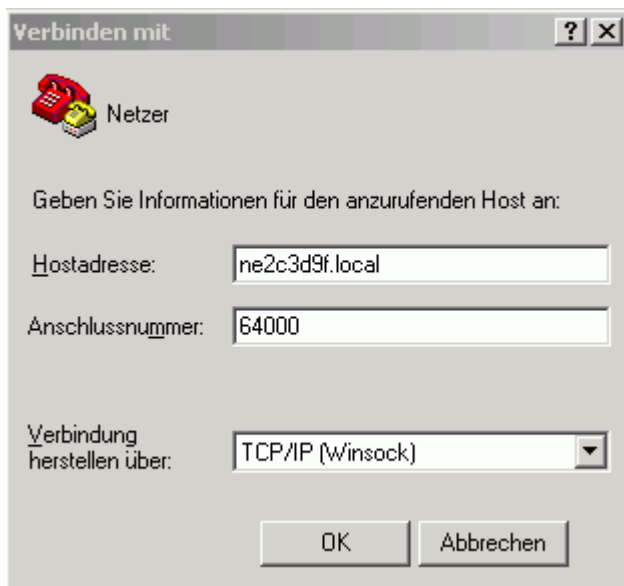 Verbinden mit
Netzer
Geben Sie Informationen für den anzurufenden Host an:
Hostadresse: ne2c3d9f.local
Anschlussnummer: 64000
Verbindung
herstellen über: TCP/IP (Winsock)
OK Abbrechen